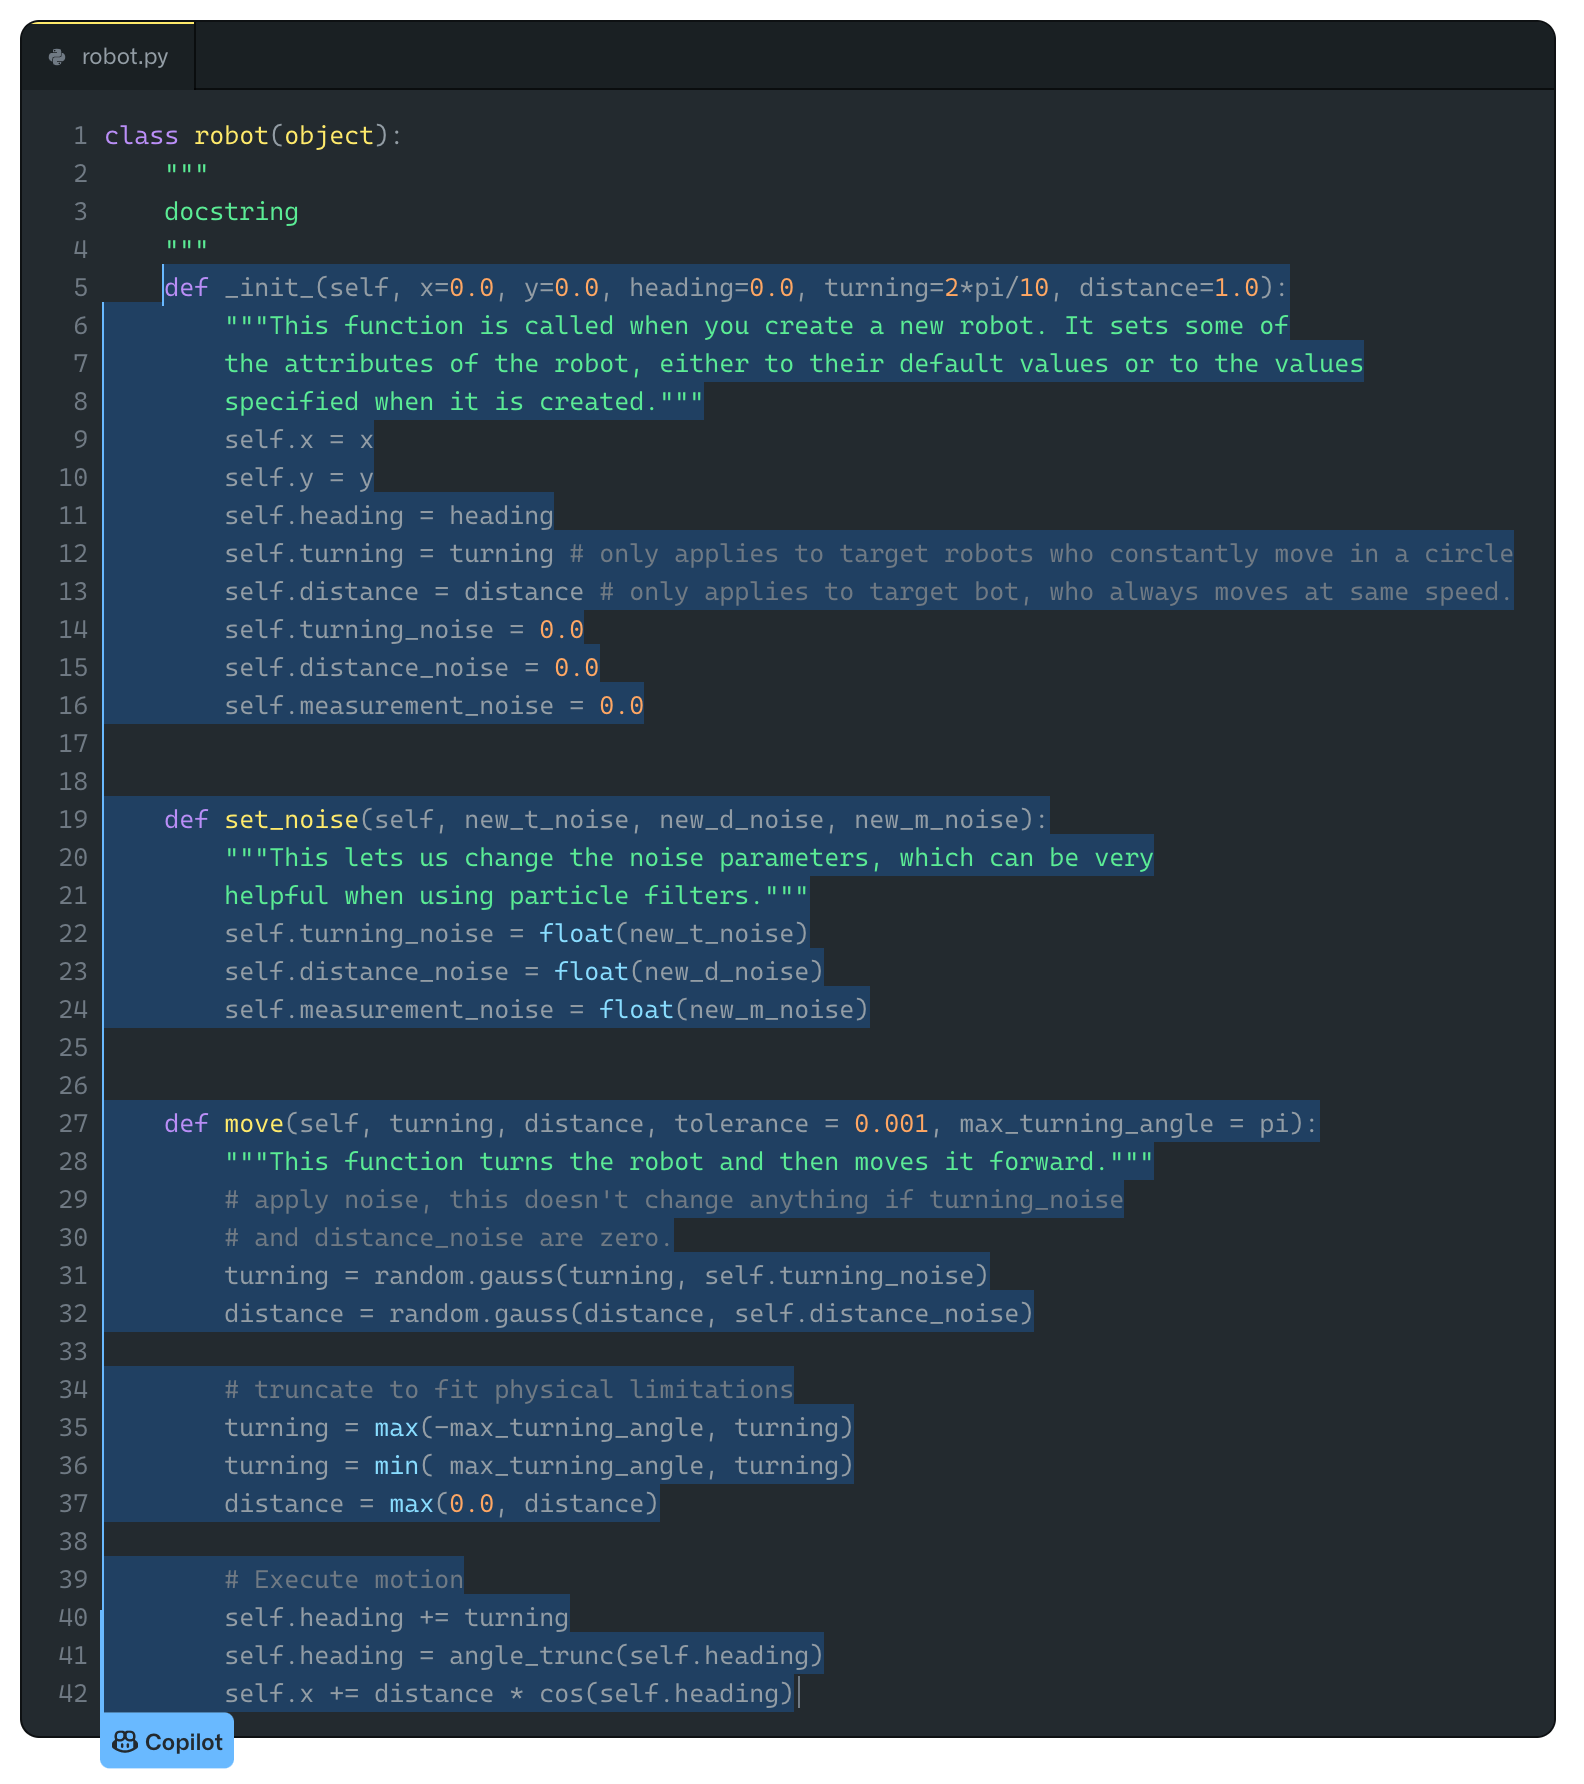 robot.py
1 class robot(object):
2     """
3     docstring
4     """
5     def _init_(self, x=0.0, y=0.0, heading=0.0, turning=2*pi/10, distance=1.0):
6         """This function is called when you create a new robot. It sets some of
7         the attributes of the robot, either to their default values or to the values
8         specified when it is created."""
9         self.x = x
10         self.y = y
11         self.heading = heading
12         self.turning = turning # only applies to target robots who constantly move in a circle
13         self.distance = distance # only applies to target bot, who always moves at same speed.
14         self.turning_noise = 0.0
15         self.distance_noise = 0.0
16         self.measurement_noise = 0.0
17
18
19     def set_noise(self, new_t_noise, new_d_noise, new_m_noise):
20         """This lets us change the noise parameters, which can be very
21         helpful when using particle filters."""
22         self.turning_noise = float(new_t_noise)
23         self.distance_noise = float(new_d_noise)
24         self.measurement_noise = float(new_m_noise)
25
26
27     def move(self, turning, distance, tolerance = 0.001, max_turning_angle = pi):
28         """This function turns the robot and then moves it forward."""
29         # apply noise, this doesn't change anything if turning_noise
30         # and distance_noise are zero.
31         turning = random.gauss(turning, self.turning_noise)
32         distance = random.gauss(distance, self.distance_noise)
33
34         # truncate to fit physical limitations
35         turning = max(-max_turning_angle, turning)
36         turning = min( max_turning_angle, turning)
37         distance = max(0.0, distance)
38
39         # Execute motion
40         self.heading += turning
41         self.heading = angle_trunc(self.heading)
42         self.x += distance * cos(self.heading)
Copilot